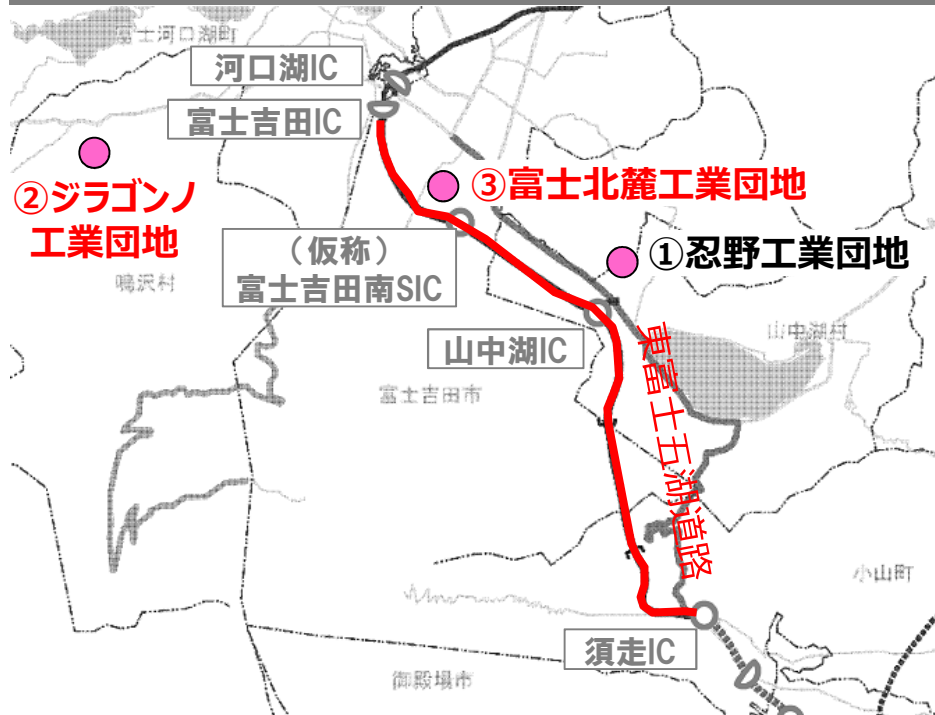 富士河口湖町
河口湖IC
富士吉田IC
②ジラゴンノ
工業団地
③富士北麓工業団地
①忍野工業団地
（仮称）
富士吉田南SIC
鳴沢村
山中湖IC
山中湖村
富士吉田市
東富士五湖道路
小山町
須走IC
御殿場市